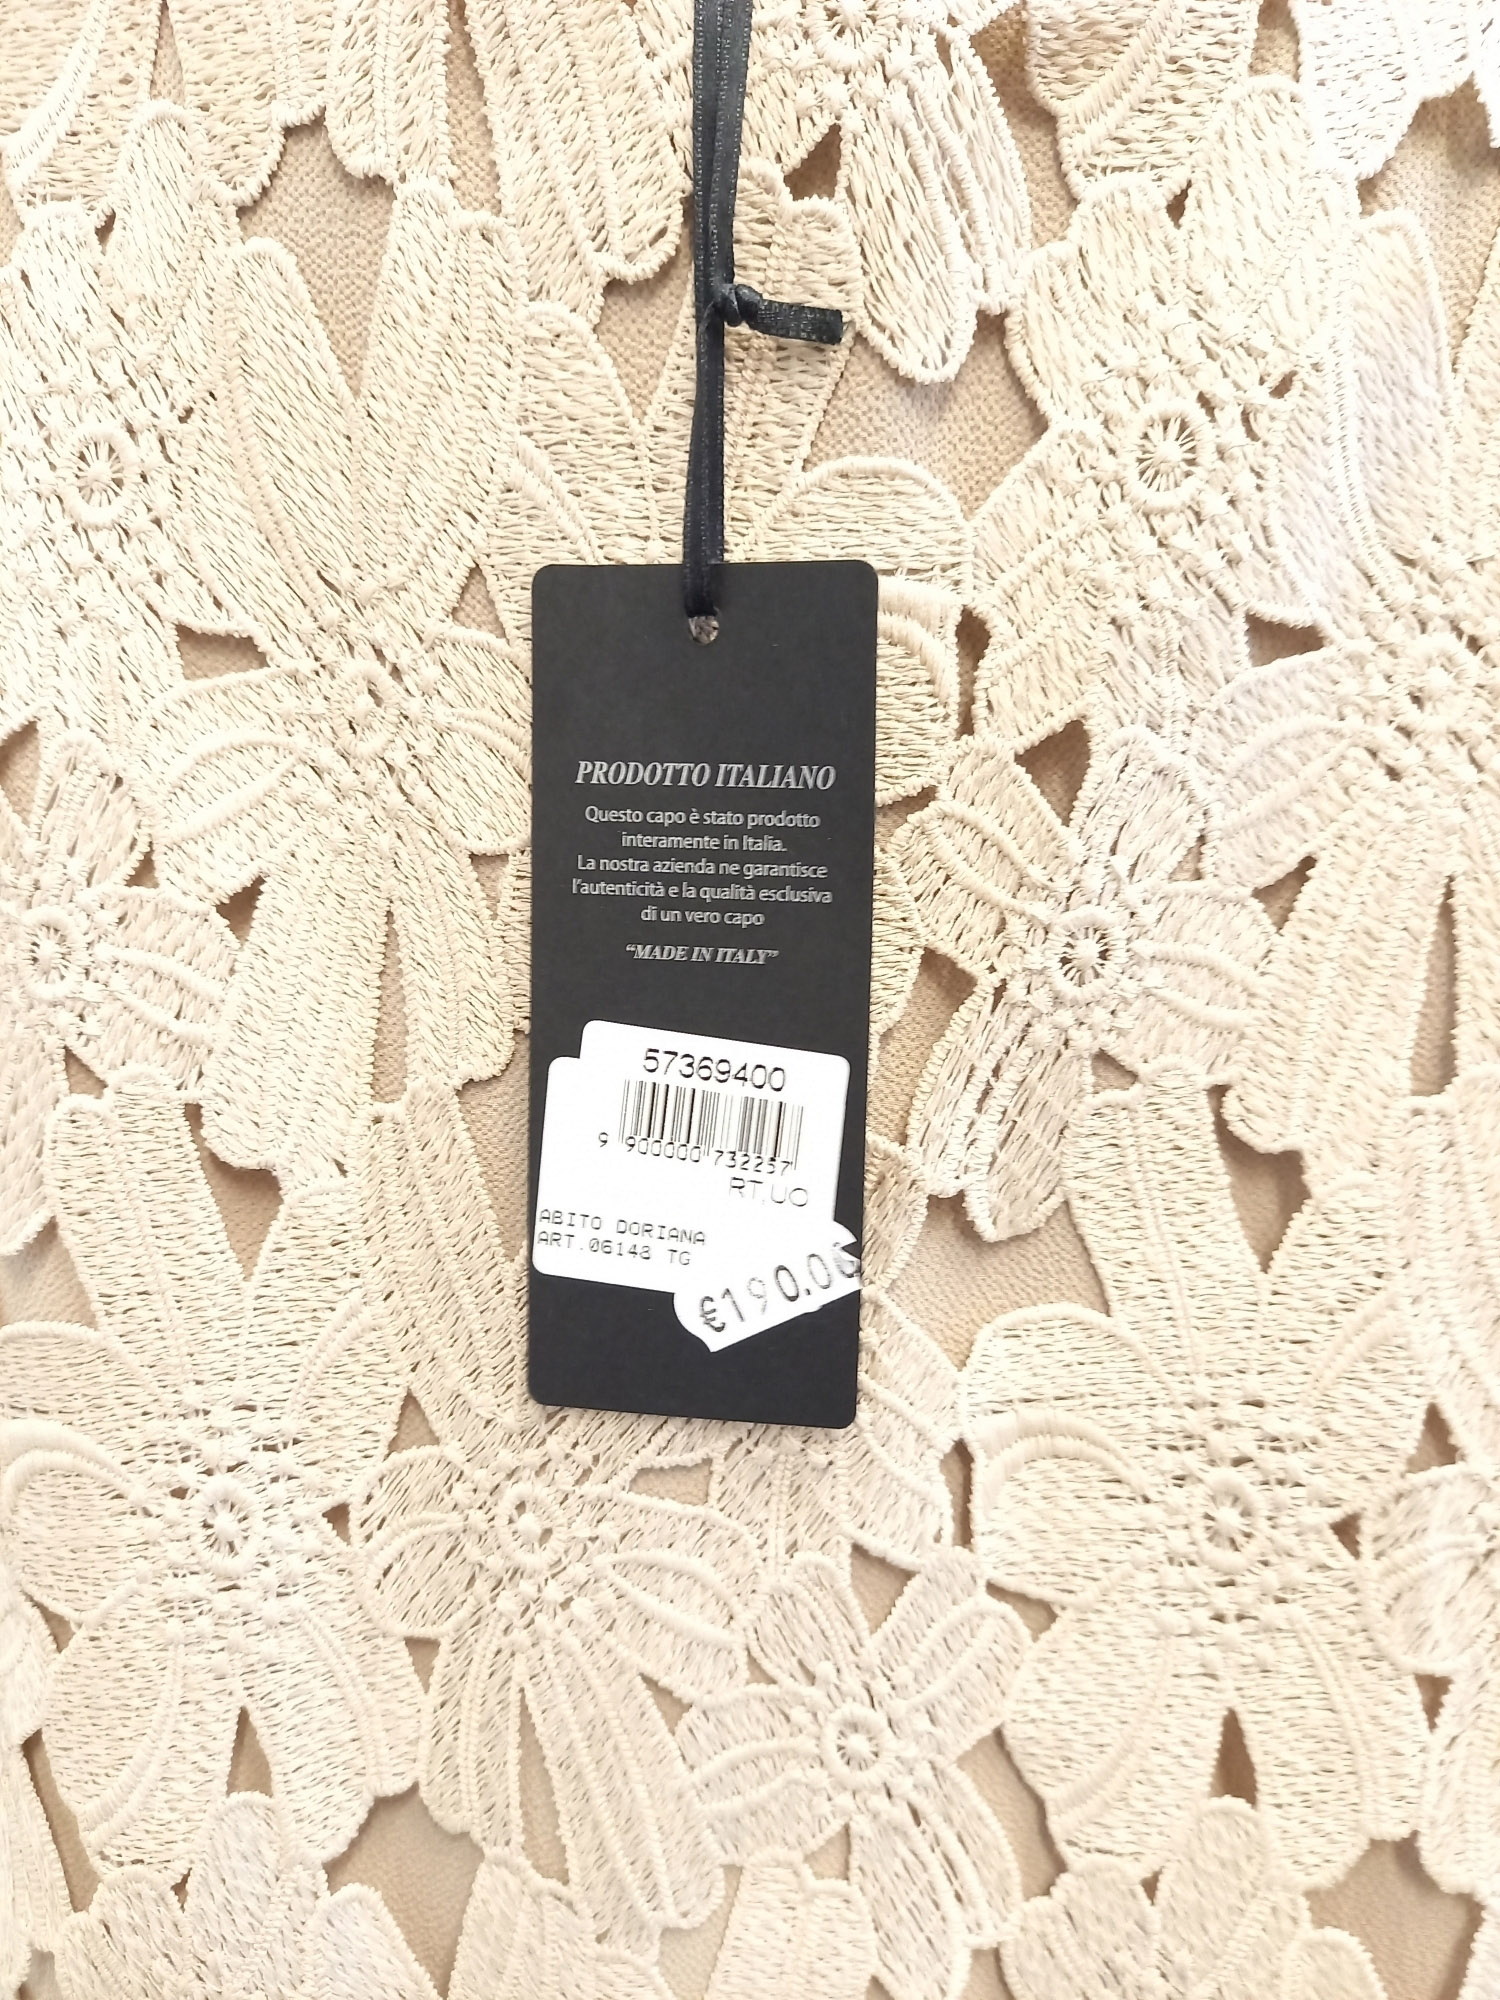 PRODOTTO ITALIANO
Questo capo è stato prodotto
interamente in Italia.
La nostra azienda ne garantisce
l'autenticità e la qualità esclusiva
di un vero capo
“MADE IN ITALY”
57369400
9 900000 732257
RT.UO
ABITO DORIANA
ART.06148 TG
€190.00